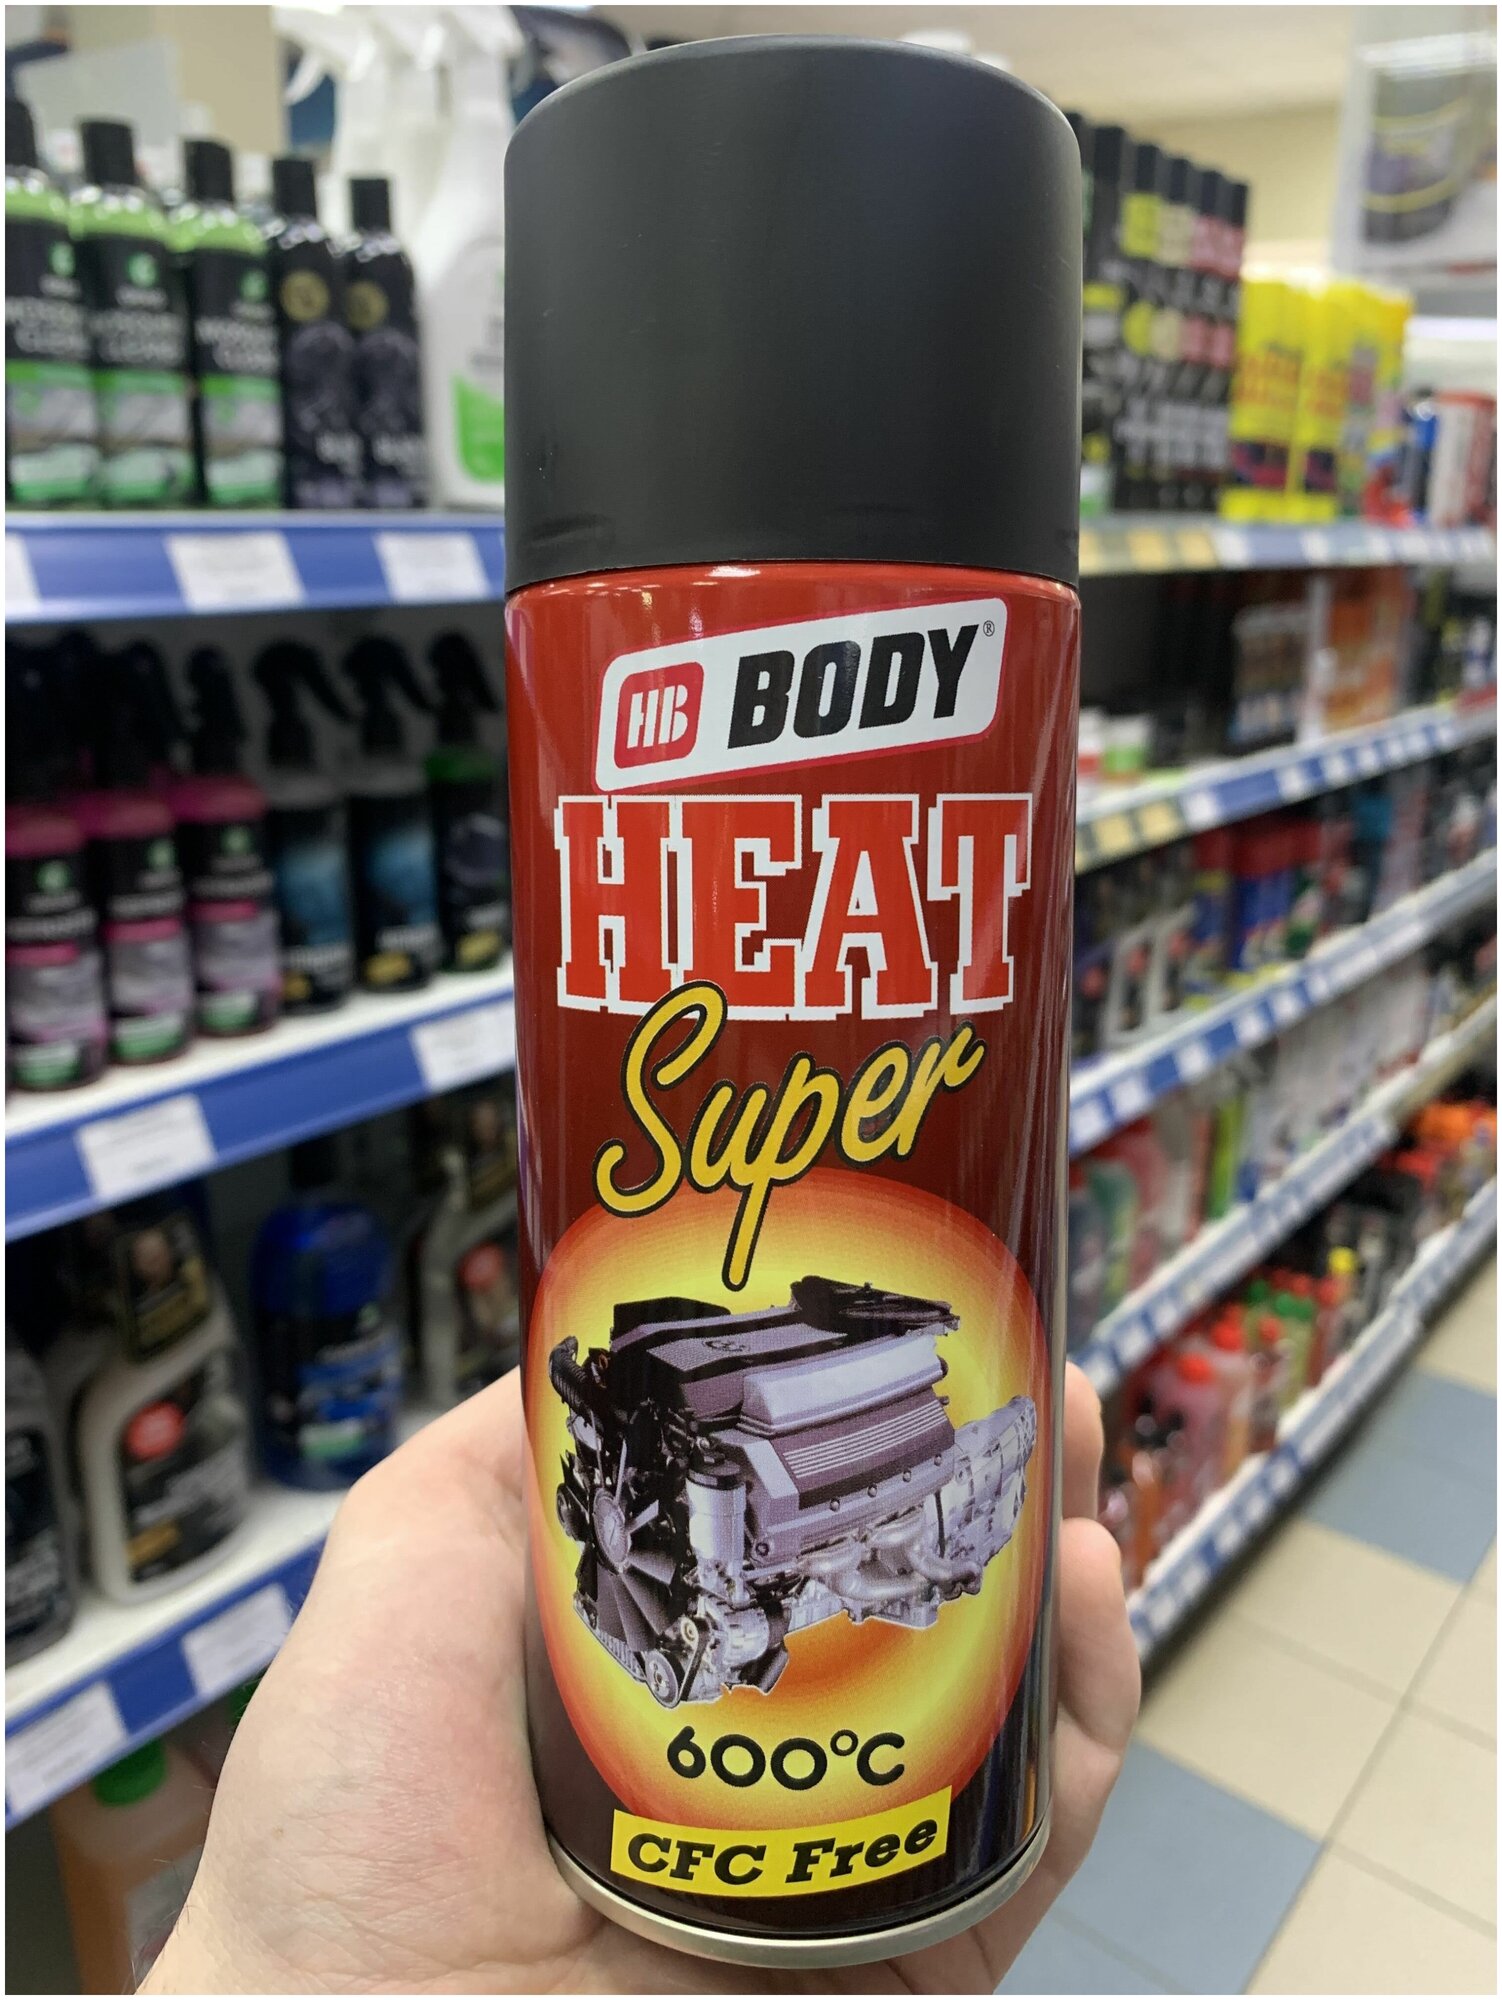 HB BODY®
HEAT
Super
600°C
CFC Free